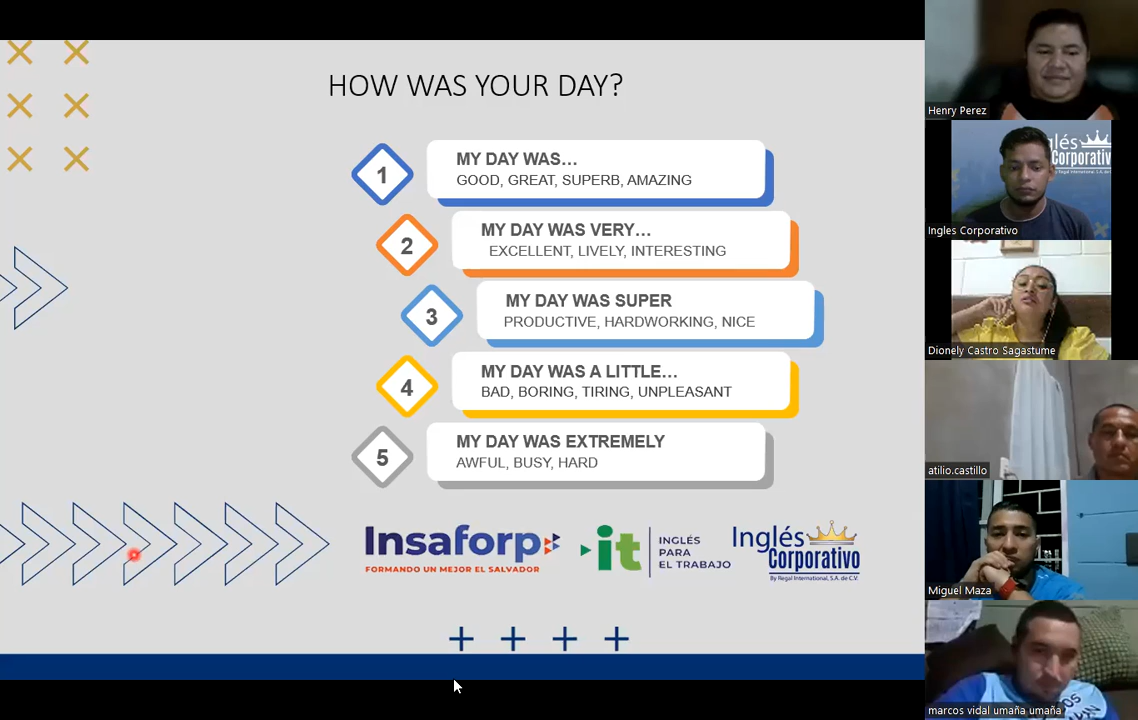 HOW WAS YOUR DAY?
1
MY DAY WAS...
GOOD, GREAT, SUPERB, AMAZING
2
MY DAY WAS VERY...
EXCELLENT, LIVELY, INTERESTING
3
MY DAY WAS SUPER
PRODUCTIVE, HARDWORKING, NICE
4
MY DAY WAS A LITTLE...
BAD, BORING, TIRING, UNPLEASANT
5
MY DAY WAS EXTREMELY
AWFUL, BUSY, HARD
Insaforp
FORMANDO UN MEJOR EL SALVADOR
it
INGLÉS
PARA
EL TRABAJO
Inglés
Corporativo
By Regal International, S.A. de C.V.
Henry Perez
Ingles Corporativo
Dionely Castro Sagastume
atilio.castillo
Miguel Maza
marcos vidal umaña umaña